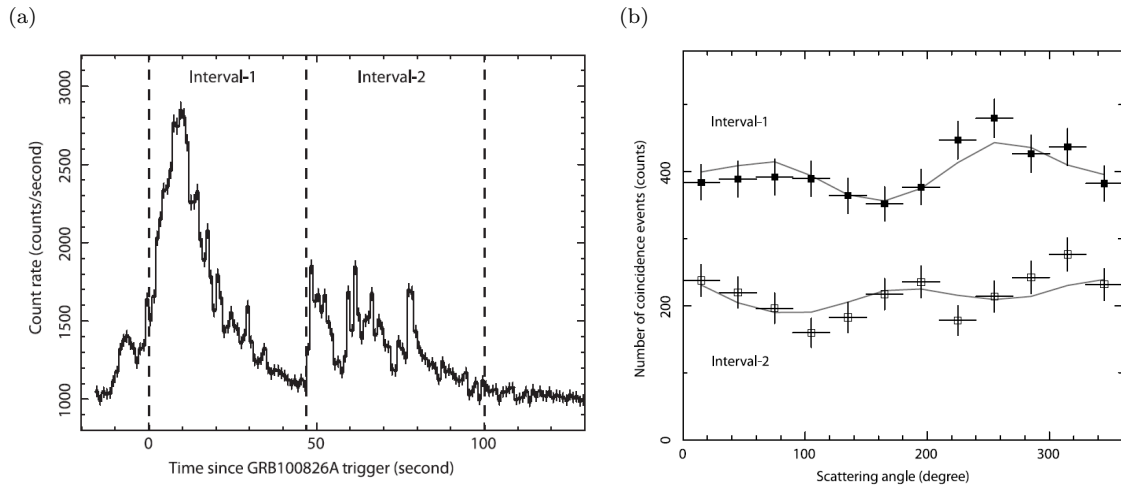 (a)
Interval-1
Interval-2
Count rate (counts/second)
3000
2500
2000
1500
1000
0
50
100
Time since GRB100826A trigger (second)
(b)
Interval-1
Interval-2
Number of coincidence events (counts)
400
200
0
0
100
200
300
Scattering angle (degree)